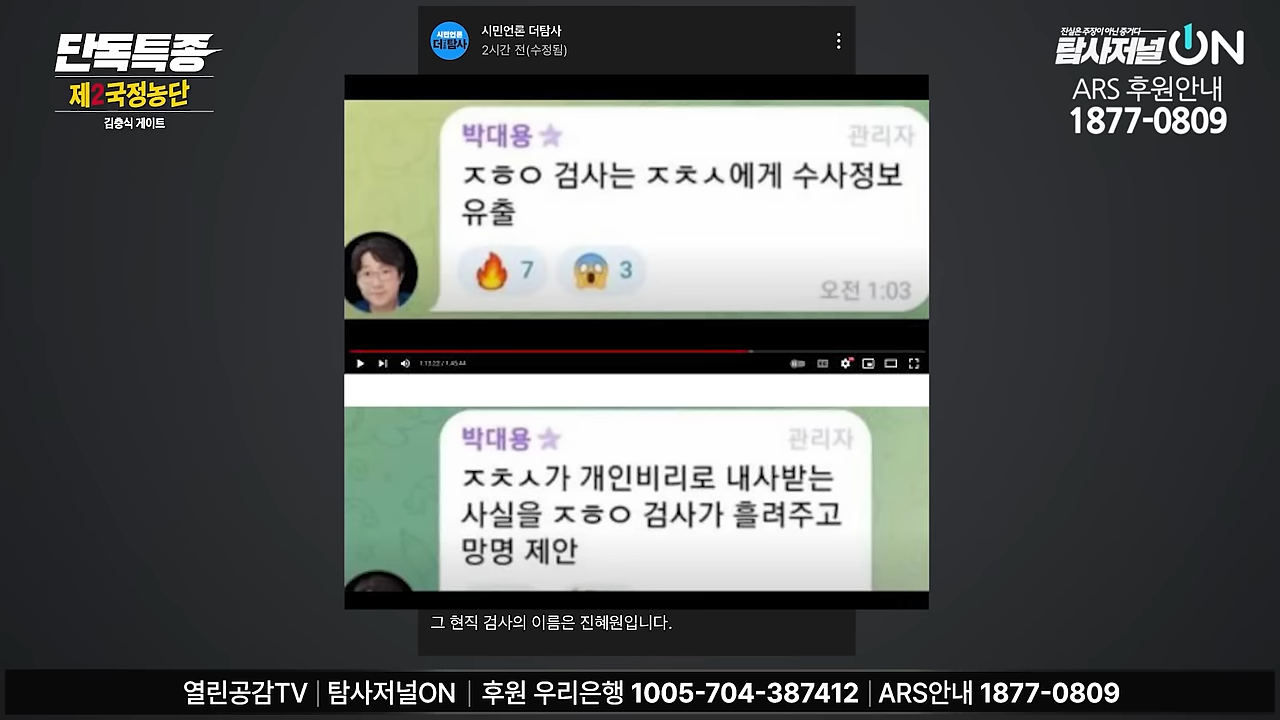 단독특종
제2국정농단
김충식 게이트
시민언론 더탐사
시민언론
더탐사
2시간 전(수정됨)
진실은 주장이 아닌 증거다
탐사저널ON
ARS 후원안내
1877-0809
박대용
관리자
ㅈㅎㅇ 검사는 ㅈㅊㅅ에게 수사정보
유출
7
3
오전 1:03
박대용
관리자
ㅈㅊㅅ가 개인비리로 내사받는
사실을 ㅈㅎㅇ 검사가 흘려주고
망명 제안
그 현직 검사의 이름은 진혜원입니다.
열린공감TV | 탐사저널ON | 후원 우리은행 1005-704-387412 | ARS안내 1877-0809